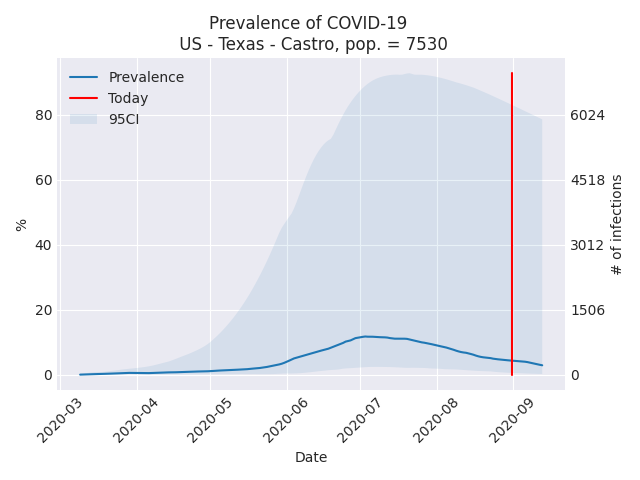 Prevalence of COVID-19
US - Texas - Castro, pop. = 7530
Prevalence
Today
95CI
%
80
60
40
20
0
6024
4518
3012
1506
0
# of infections
2020-03
2020-04
2020-05
2020-06
2020-07
2020-08
2020-09
Date